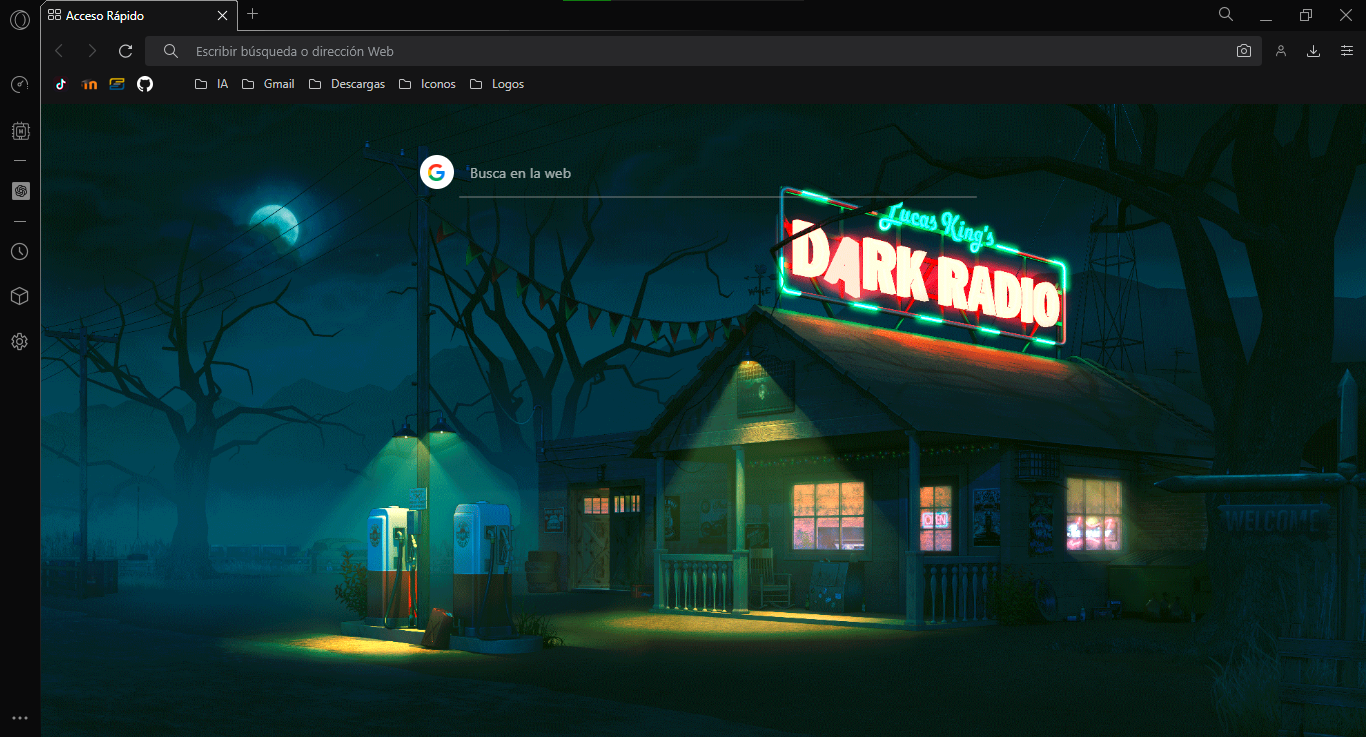 Acceso Rápido
Escribir búsqueda o dirección Web
IA Gmail Descargas Iconos Logos
Busca en la web
Lucas King's
DARK RADIO
OPEN
WELCOME